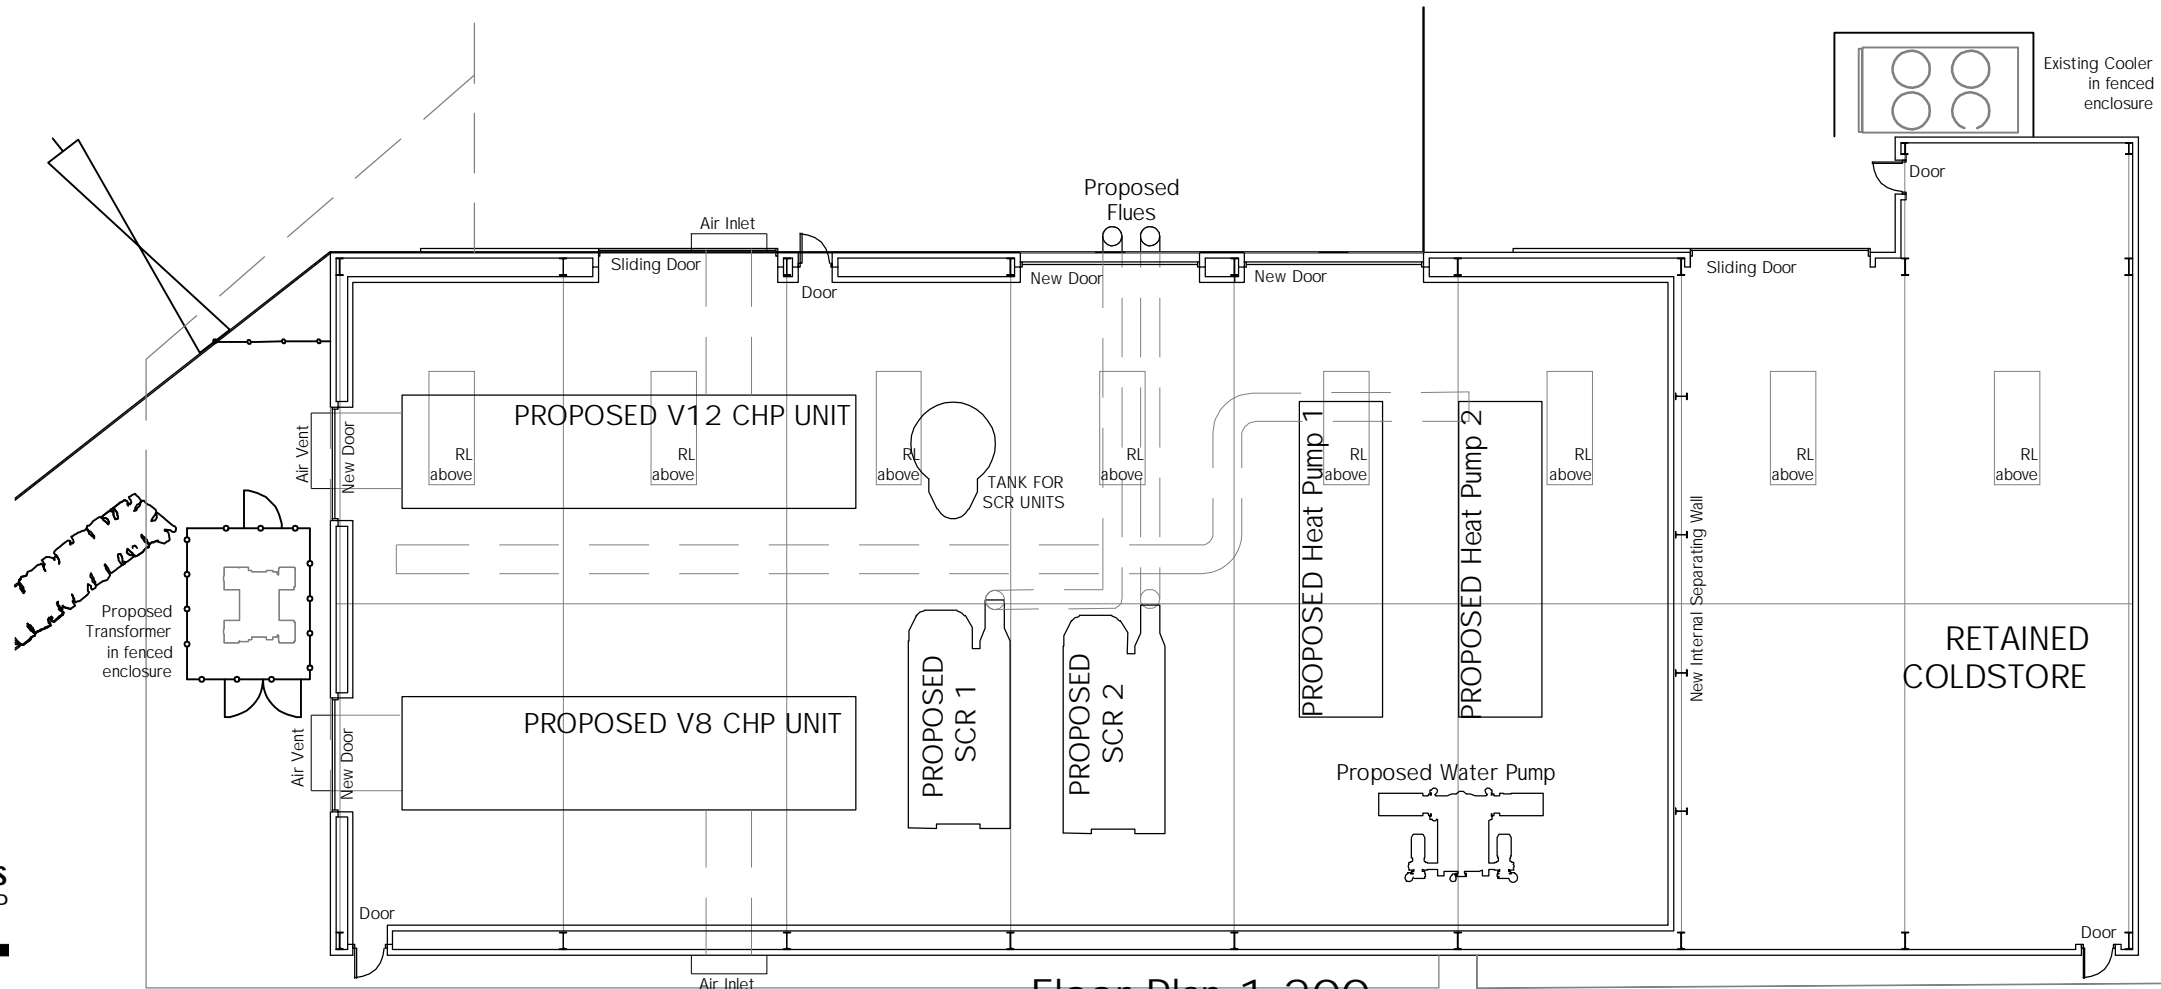 Existing Cooler
in fenced
enclosure
Door
Proposed
Flues
Air Inlet
Sliding Door
Door
New Door
New Door
Sliding Door
PROPOSED V12 CHP UNIT
RL
above
RL
above
RL
above
RL
above
RL
above
RL
above
RL
above
RL
above
Air Vent
New Door
TANK FOR
SCR UNITS
PROPOSED Heat Pump 1
PROPOSED Heat Pump 2
New Internal Separating Wall
Proposed
Transformer
in fenced
enclosure
RETAINED
COLDSTORE
PROPOSED
SCR 1
PROPOSED
SCR 2
PROPOSED V8 CHP UNIT
Air Vent
New Door
Proposed Water Pump
S
Door
Door
Air Inlet
Floor Plan 1:200